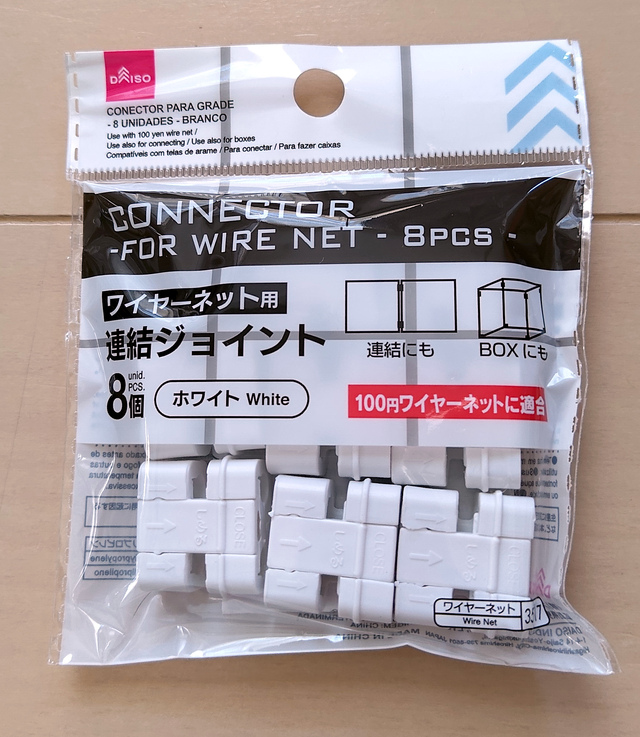 DAISO
CONECTOR PARA GRADE
- 8 UNIDADES - BRANCO
Use with 100 yen wire net /
Use also for connecting / Use also for boxes
Compatíveis com telas de arame / Para conectar / Para fazer caixas
CONNECTOR
-FOR WIRE NET - 8PCS -
ワイヤーネット用
連結ジョイント
連結にも
BOXにも
unid.
PCS.
8個
ホワイト White
100円ワイヤーネットに適合
CLOSE
CLOSE
CLOSE
ワイヤーネット
Wire Net